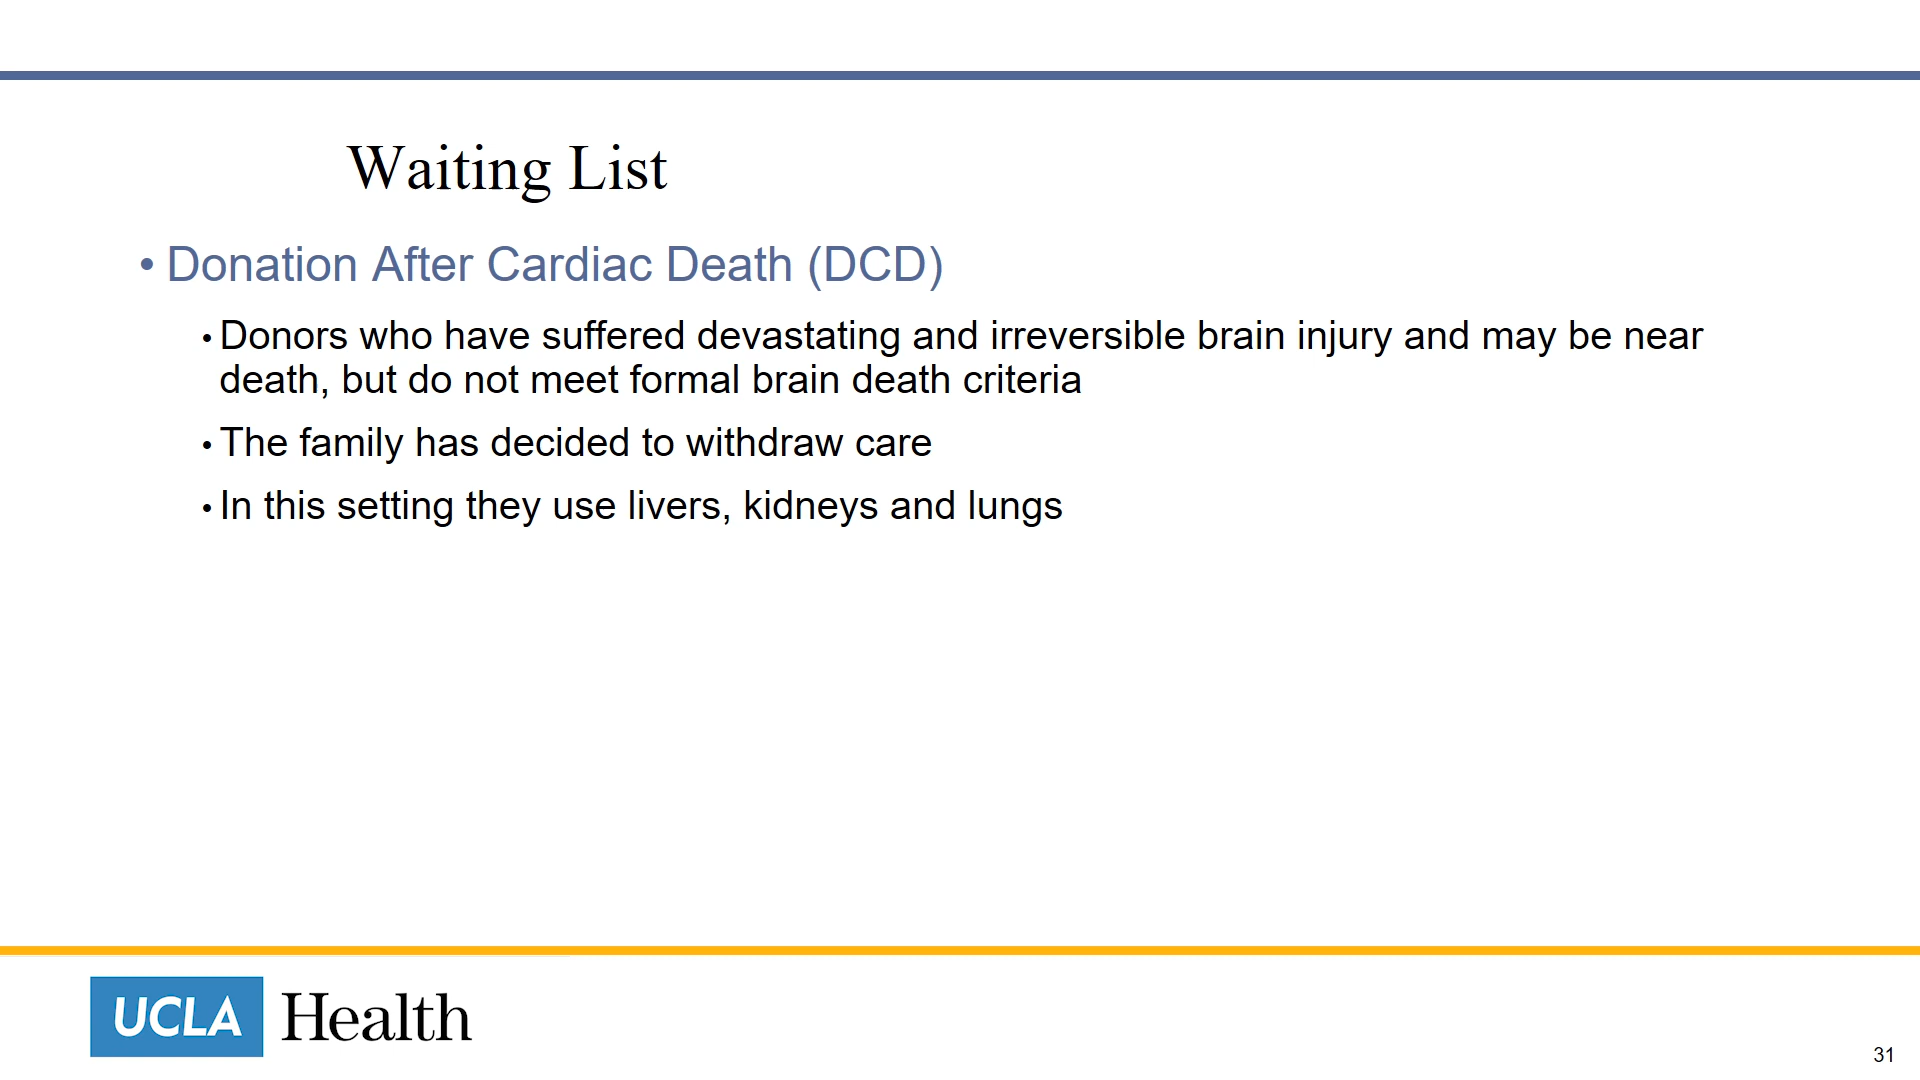 Waiting List
• Donation After Cardiac Death (DCD)
• Donors who have suffered devastating and irreversible brain injury and may be near
death, but do not meet formal brain death criteria
• The family has decided to withdraw care
• In this setting they use livers, kidneys and lungs
UCLA Health
31